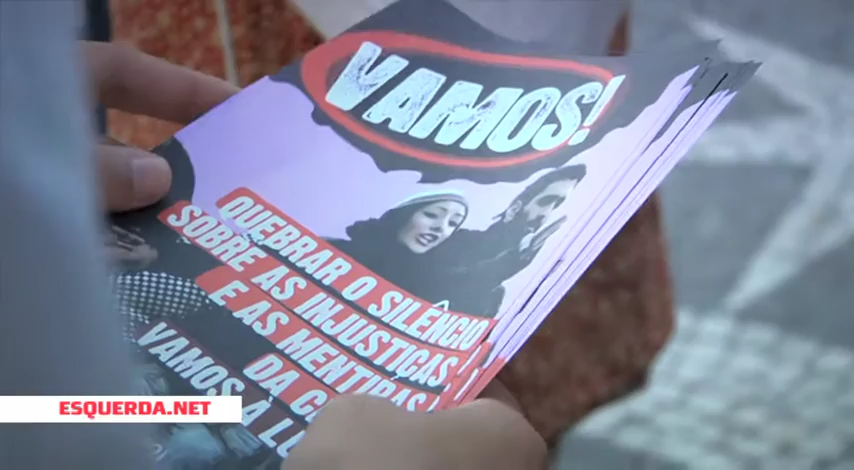 VAMOS!
QUEBRAR O SILÊNCIO
SOBRE AS INJUSTIÇAS
E AS MENTIRAS
DA
VAMOS À
ESQUERDA.NET